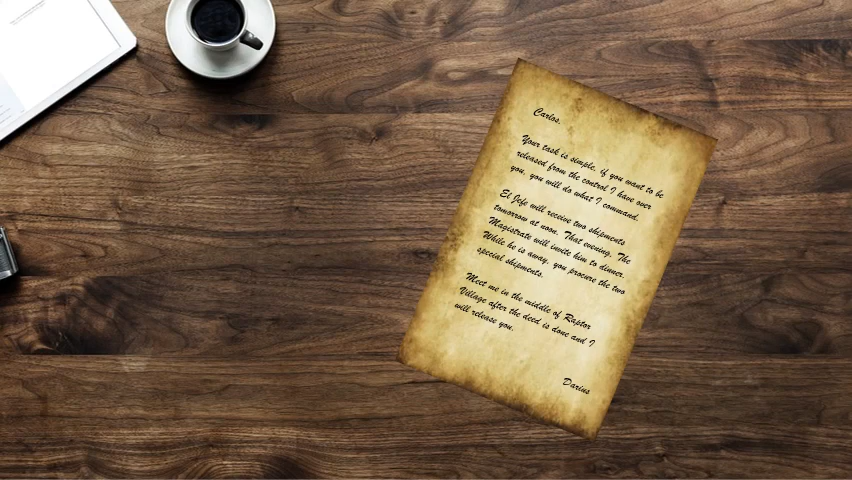 Carlos,
Your task is simple, if you want to be
released from the control I have over
you, you will do what I command.
El Jefe will receive two shipments
tomorrow at noon. That evening, The
Magistrate will invite him to dinner.
While he is away, you procure the two
special shipments.
Meet me in the middle of Raptor
Village after the deed is done and I
will release you.
Darius